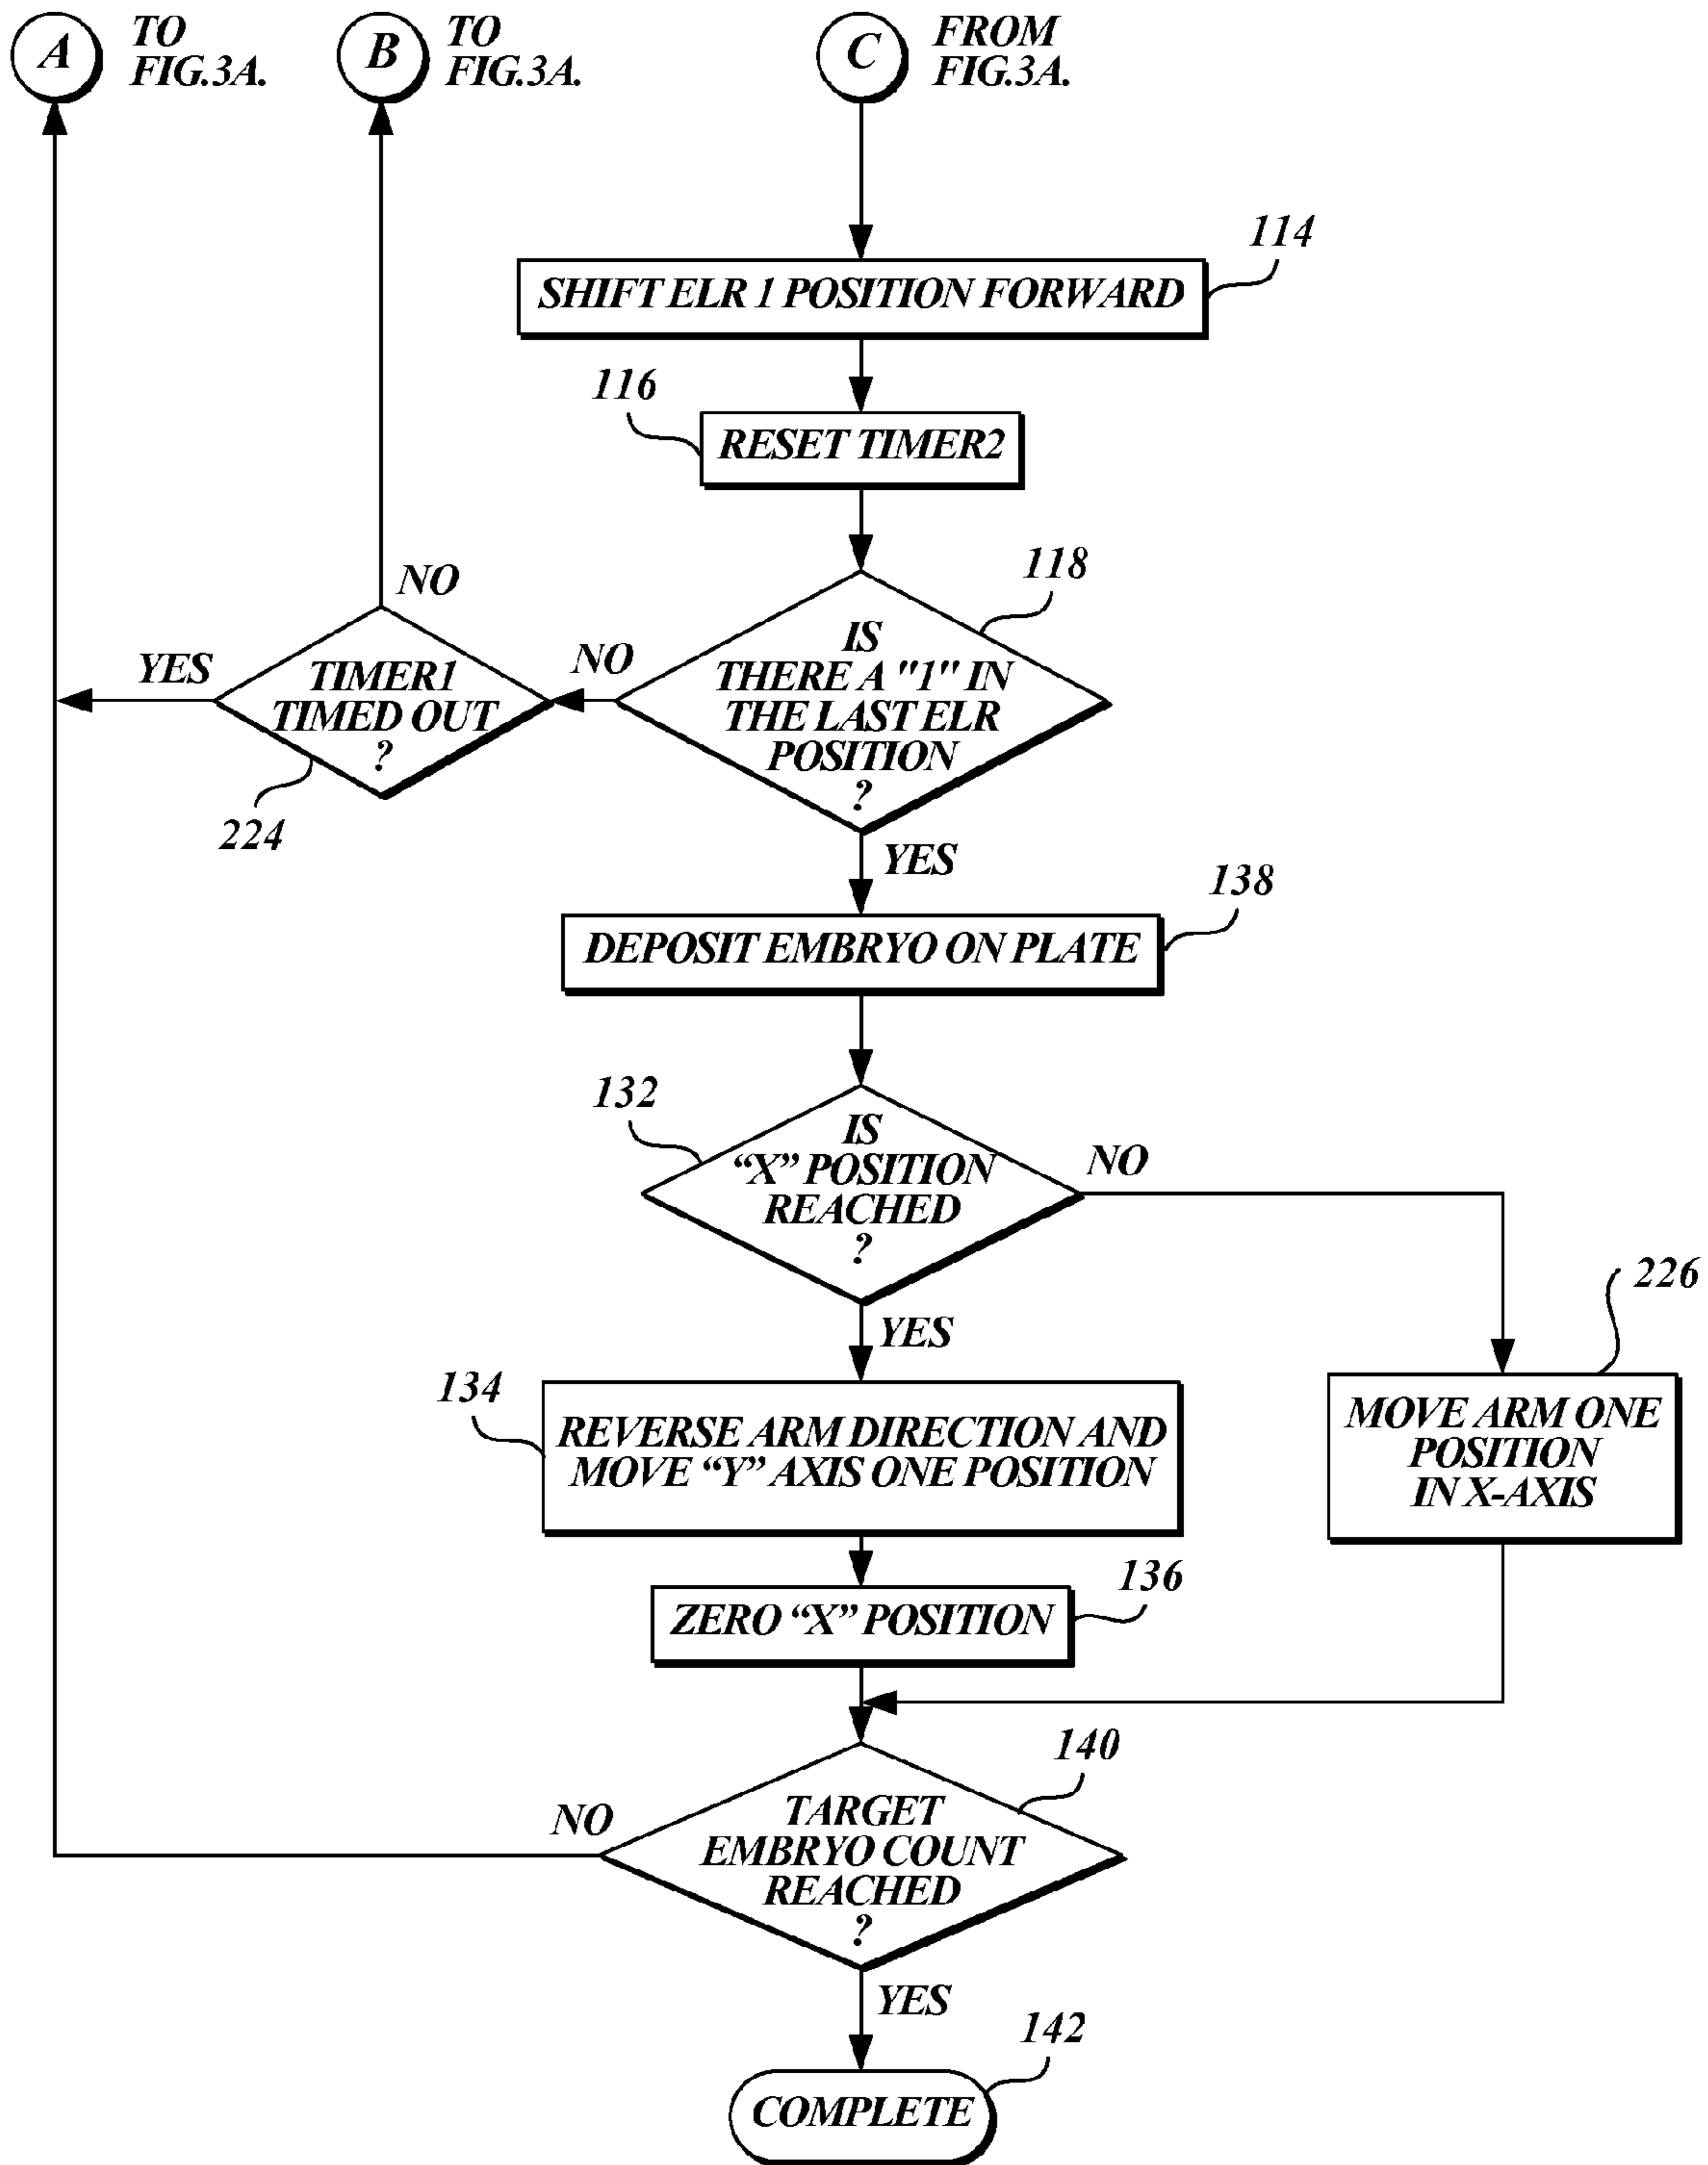 A
TO
FIG.3A.
B
TO
FIG.3A.
C
FROM
FIG.3A.
114
SHIFT ELR 1 POSITION FORWARD
116
RESET TIMER2
118
IS
THERE A "1" IN
THE LAST ELR
POSITION
?
NO
YES
TIMER1
TIMED OUT
?
NO
YES
224
138
DEPOSIT EMBRYO ON PLATE
132
IS
“X” POSITION
REACHED
?
NO
YES
226
MOVE ARM ONE
POSITION
IN X-AXIS
134
REVERSE ARM DIRECTION AND
MOVE “Y” AXIS ONE POSITION
136
ZERO “X” POSITION
140
TARGET
EMBRYO COUNT
REACHED
?
NO
YES
142
COMPLETE